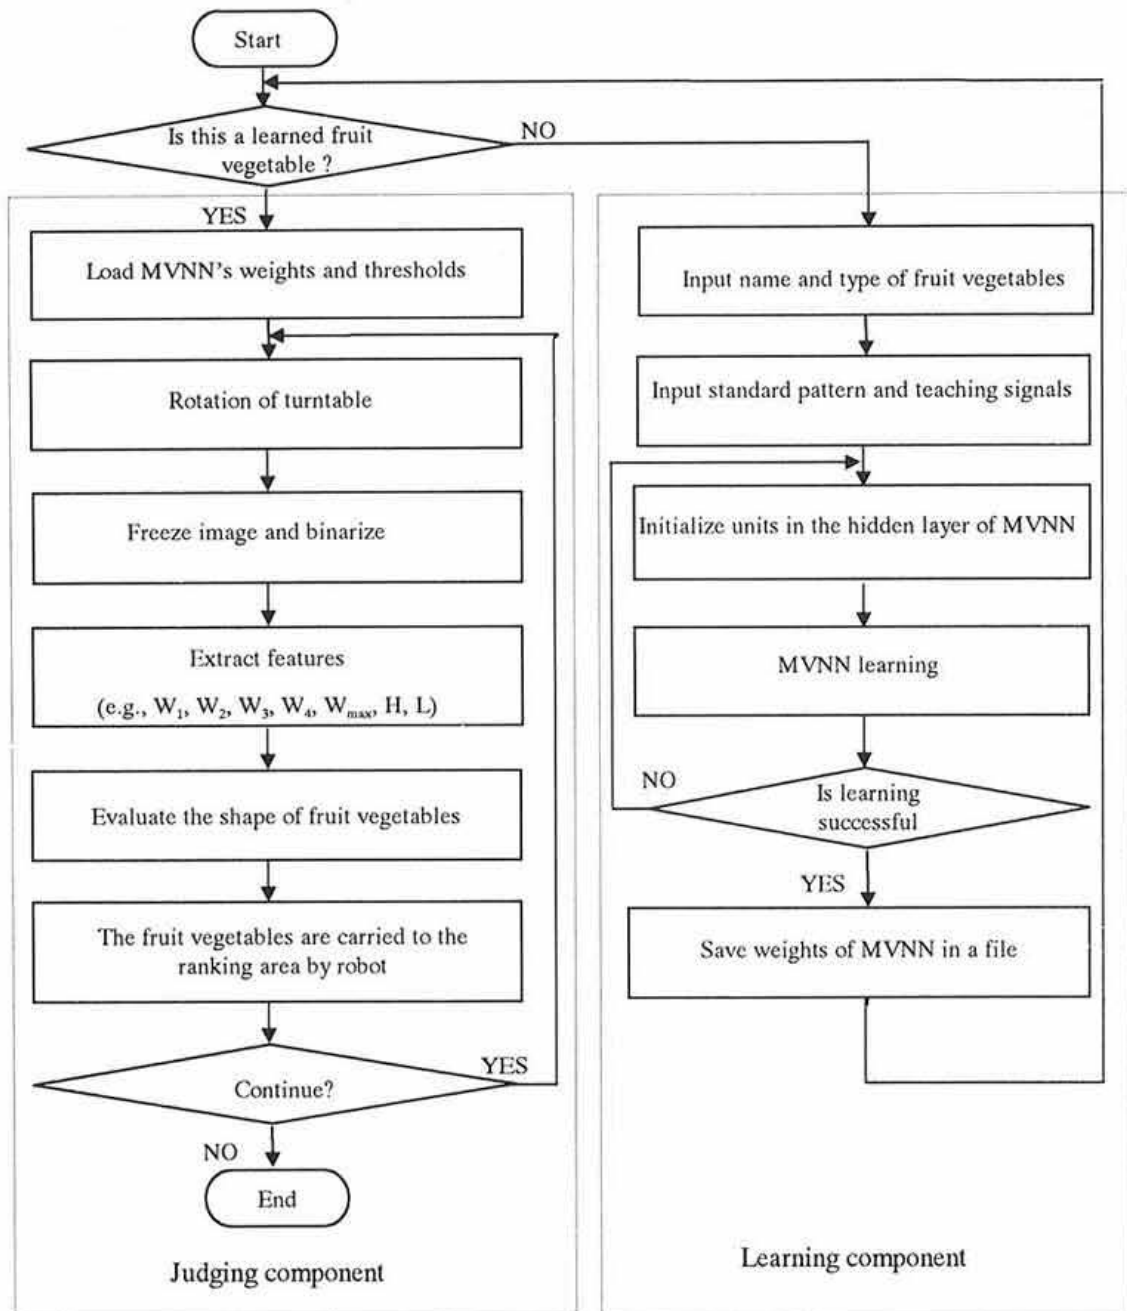 Start
Is this a learned fruit
vegetable ?
NO
YES
Load MVNN's weights and thresholds
Rotation of turntable
Freeze image and binarize
Extract features
(e.g., W₁, W₂, W₃, W₄, Wₘₐₓ, H, L)
Evaluate the shape of fruit vegetables
The fruit vegetables are carried to the
ranking area by robot
Continue?
YES
NO
End
Judging component
Input name and type of fruit vegetables
Input standard pattern and teaching signals
Initialize units in the hidden layer of MVNN
MVNN learning
Is learning
successful
NO
YES
Save weights of MVNN in a file
Learning component